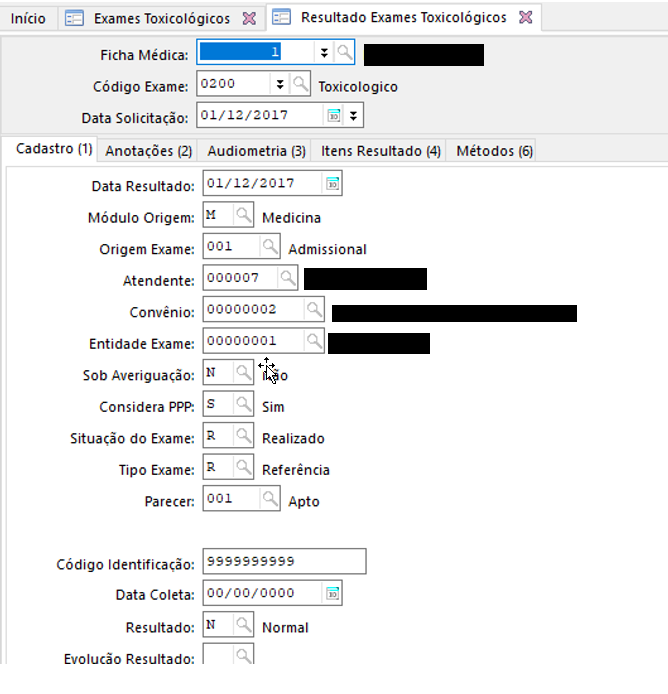 Início Exames Toxicológicos Resultado Exames Toxicológicos
Ficha Médica: 1
Código Exame: 0200 Toxicologico
Data Solicitação: 01/12/2017
Cadastro (1) Anotações (2) Audiometria (3) Itens Resultado (4) Métodos (6)
Data Resultado: 01/12/2017
Módulo Origem: M Medicina
Origem Exame: 001 Admissional
Atendente: 000007
Convênio: 00000002
Entidade Exame: 00000001
Sob Averiguação: N Não
Considera PPP: S Sim
Situação do Exame: R Realizado
Tipo Exame: R Referência
Parecer: 001 Apto
Código Identificação: 9999999999
Data Coleta: 00/00/0000
Resultado: N Normal
Evolução Resultado: